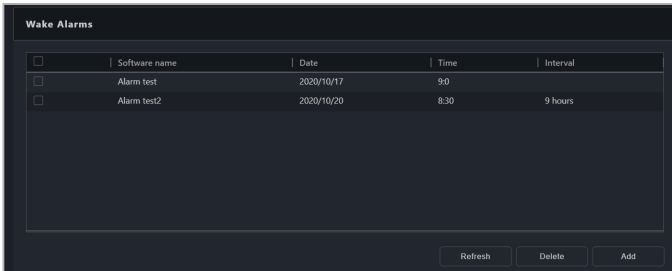 Wake Alarms
Software name Date Time Interval
Alarm test 2020/10/17 9:0
Alarm test2 2020/10/20 8:30 9 hours
Refresh Delete Add